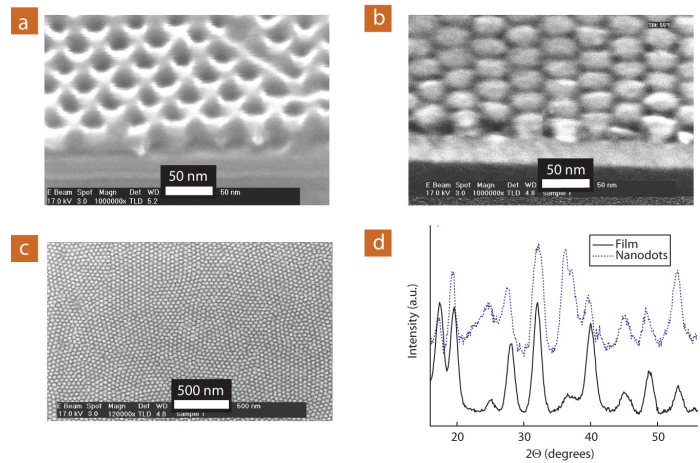 a
50 nm
E Beam Spot Magn Det WD 50 nm
17.0 kV 3.0 1000000x TLD 5.2
b
Tilt: 55°
50 nm
E Beam Spot Magn Det WD 50 nm
17.0 kV 3.0 1000000x TLD 4.8 sample 1
c
500 nm
E Beam Spot Magn Det WD 500 nm
17.0 kV 3.0 120000x TLD 4.8 sample 1
d
Film
Nanodots
Intensity (a.u.)
20 30 40 50
2Θ (degrees)